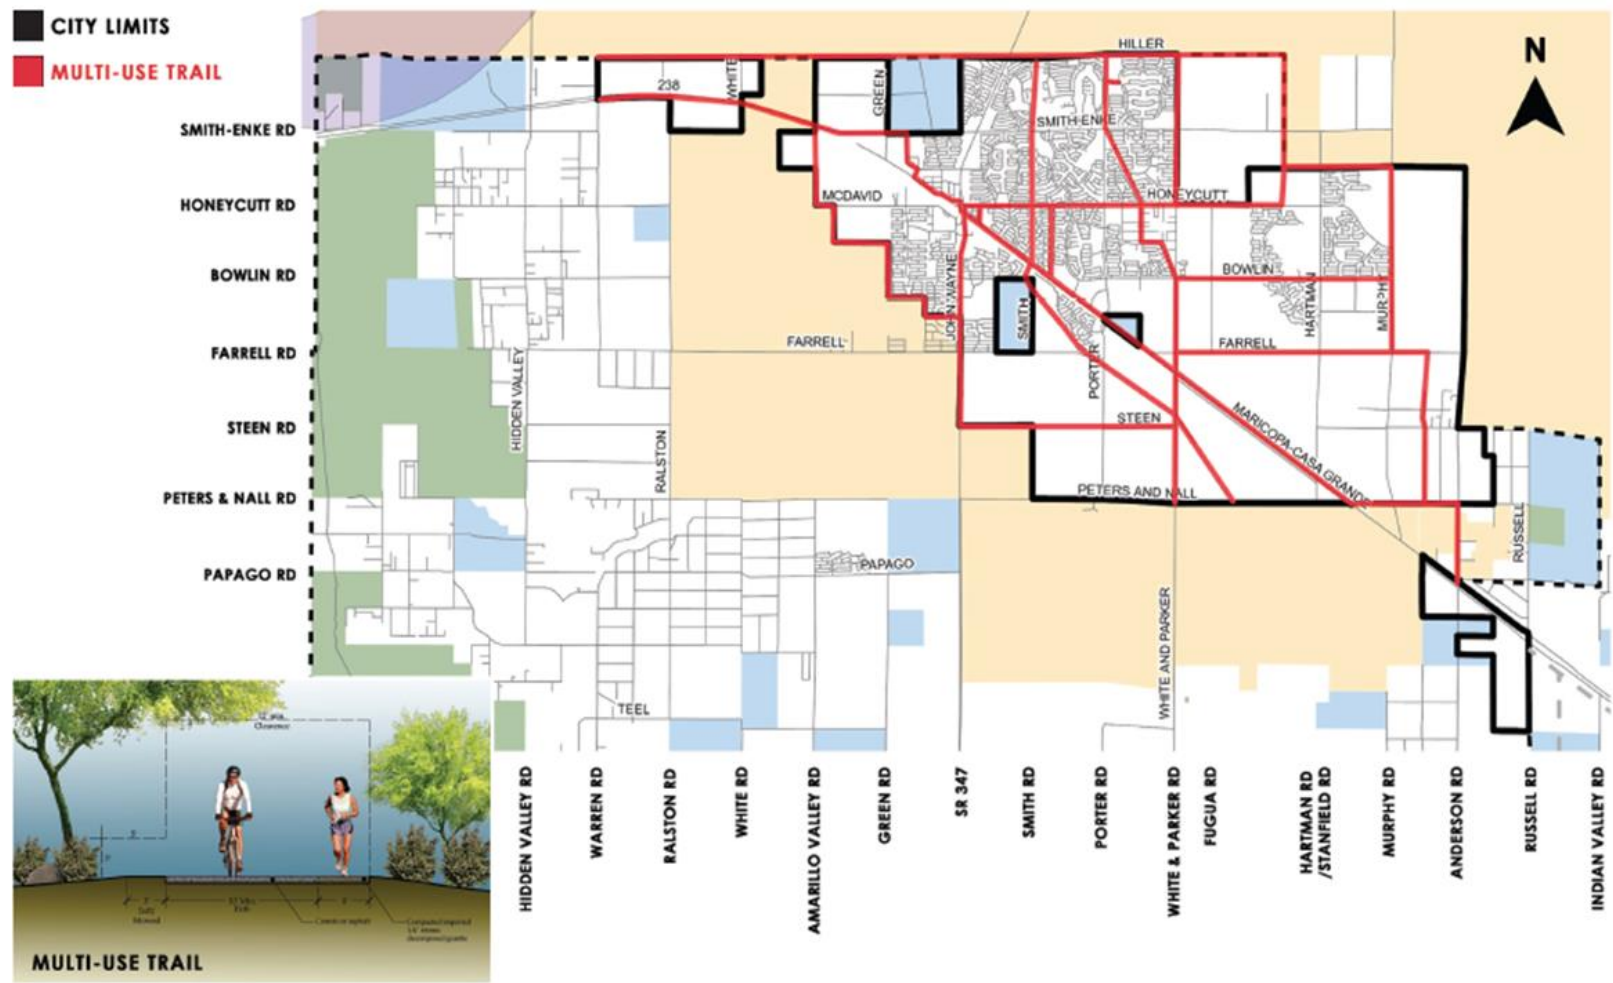 CITY LIMITS
MULTI-USE TRAIL
N
HILLER
238
WHITE
GREEN
SMITH-ENKE RD
SMITH-ENKE
MCDAVID
HONEYCUTT
HONEYCUTT RD
BOWLIN RD
BOWLIN
JOHN WAYNE
SMITH
HARTMAN
MURPHY
FARRELL
FARRELL
FARRELL RD
HIDDEN VALLEY
PORTER
STEEN RD
STEEN
MARICOPA-CASA GRANDE
RALSTON
PETERS & NALL RD
PETERS AND NALL
RUSSELL
PAPAGO
PAPAGO RD
WHITE AND PARKER
TEEL
Clearance
HIDDEN VALLEY RD
WARREN RD
RALSTON RD
WHITE RD
AMARILLO VALLEY RD
GREEN RD
SR 347
SMITH RD
PORTER RD
WHITE & PARKER RD
FUGUA RD
HARTMAN RD
/STANFIELD RD
MURPHY RD
ANDERSON RD
RUSSELL RD
INDIAN VALLEY RD
MULTI-USE TRAIL